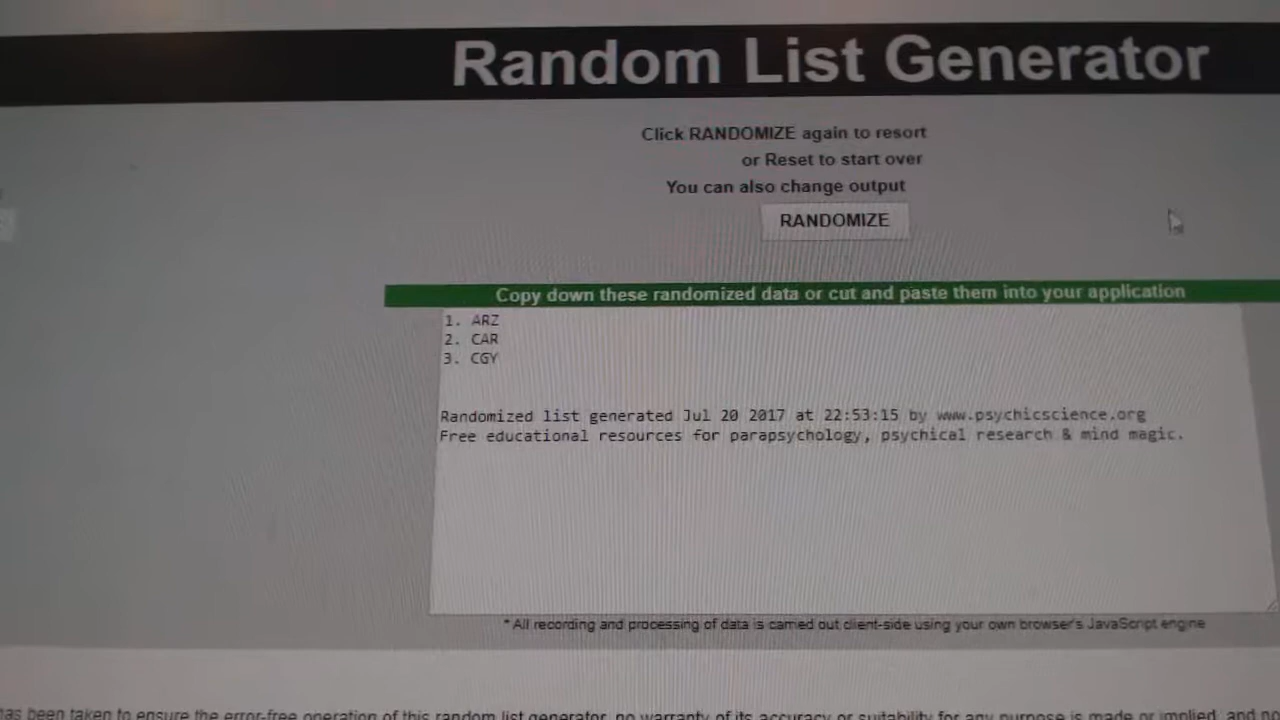 Random List Generator
Click RANDOMIZE again to resort
or Reset to start over
You can also change output
RANDOMIZE
Copy down these randomized data or cut and paste them into your application
1. ARZ
2. CAR
3. CGY
Randomized list generated Jul 20 2017 at 22:53:15 by www.psychicscience.org
Free educational resources for parapsychology, psychical research & mind magic.
* All recording and processing of data is carried out client-side using your own browser's JavaScript engine
has been taken to ensure the error-free operation of this random list generator, no warranty of its accuracy or suitability for any purpose is made or implied, and no